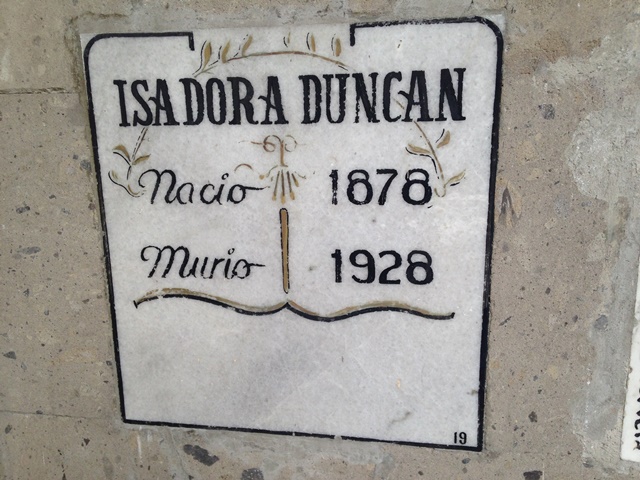 ISADORA DUNCAN
Nacio 1878
Murio 1928
19